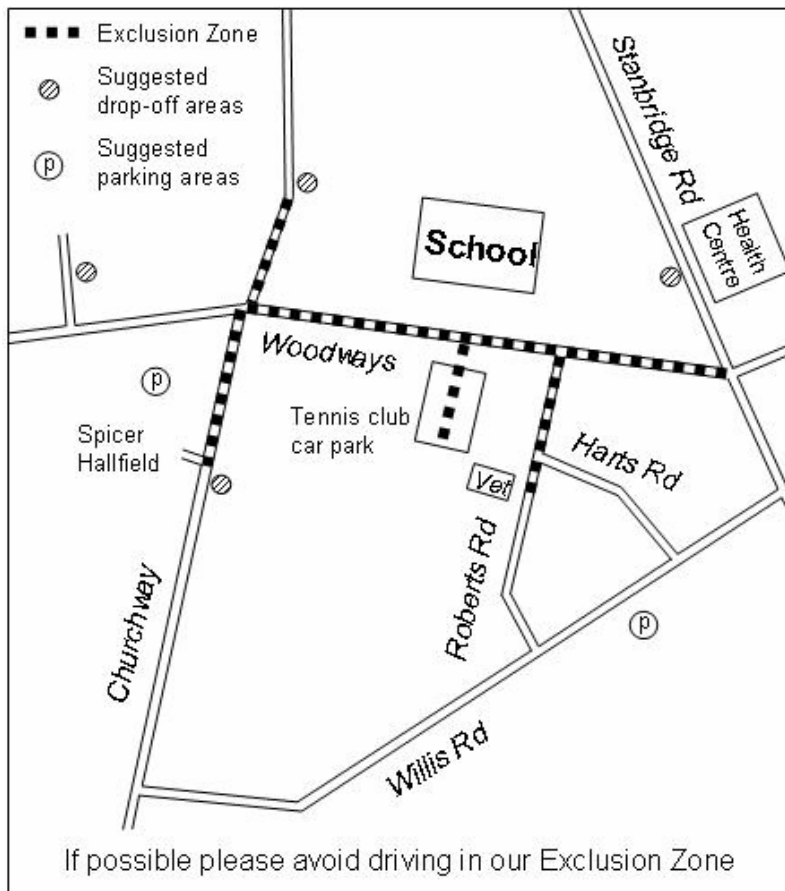 Exclusion Zone
Suggested
drop-off areas
p
Suggested
parking areas
Stanbridge Rd
Health
Centre
School
Woodways
p
Tennis club
car park
Spicer
Hallfield
Harts Rd
Vet
Roberts Rd
Churchway
p
Willis Rd
If possible please avoid driving in our Exclusion Zone